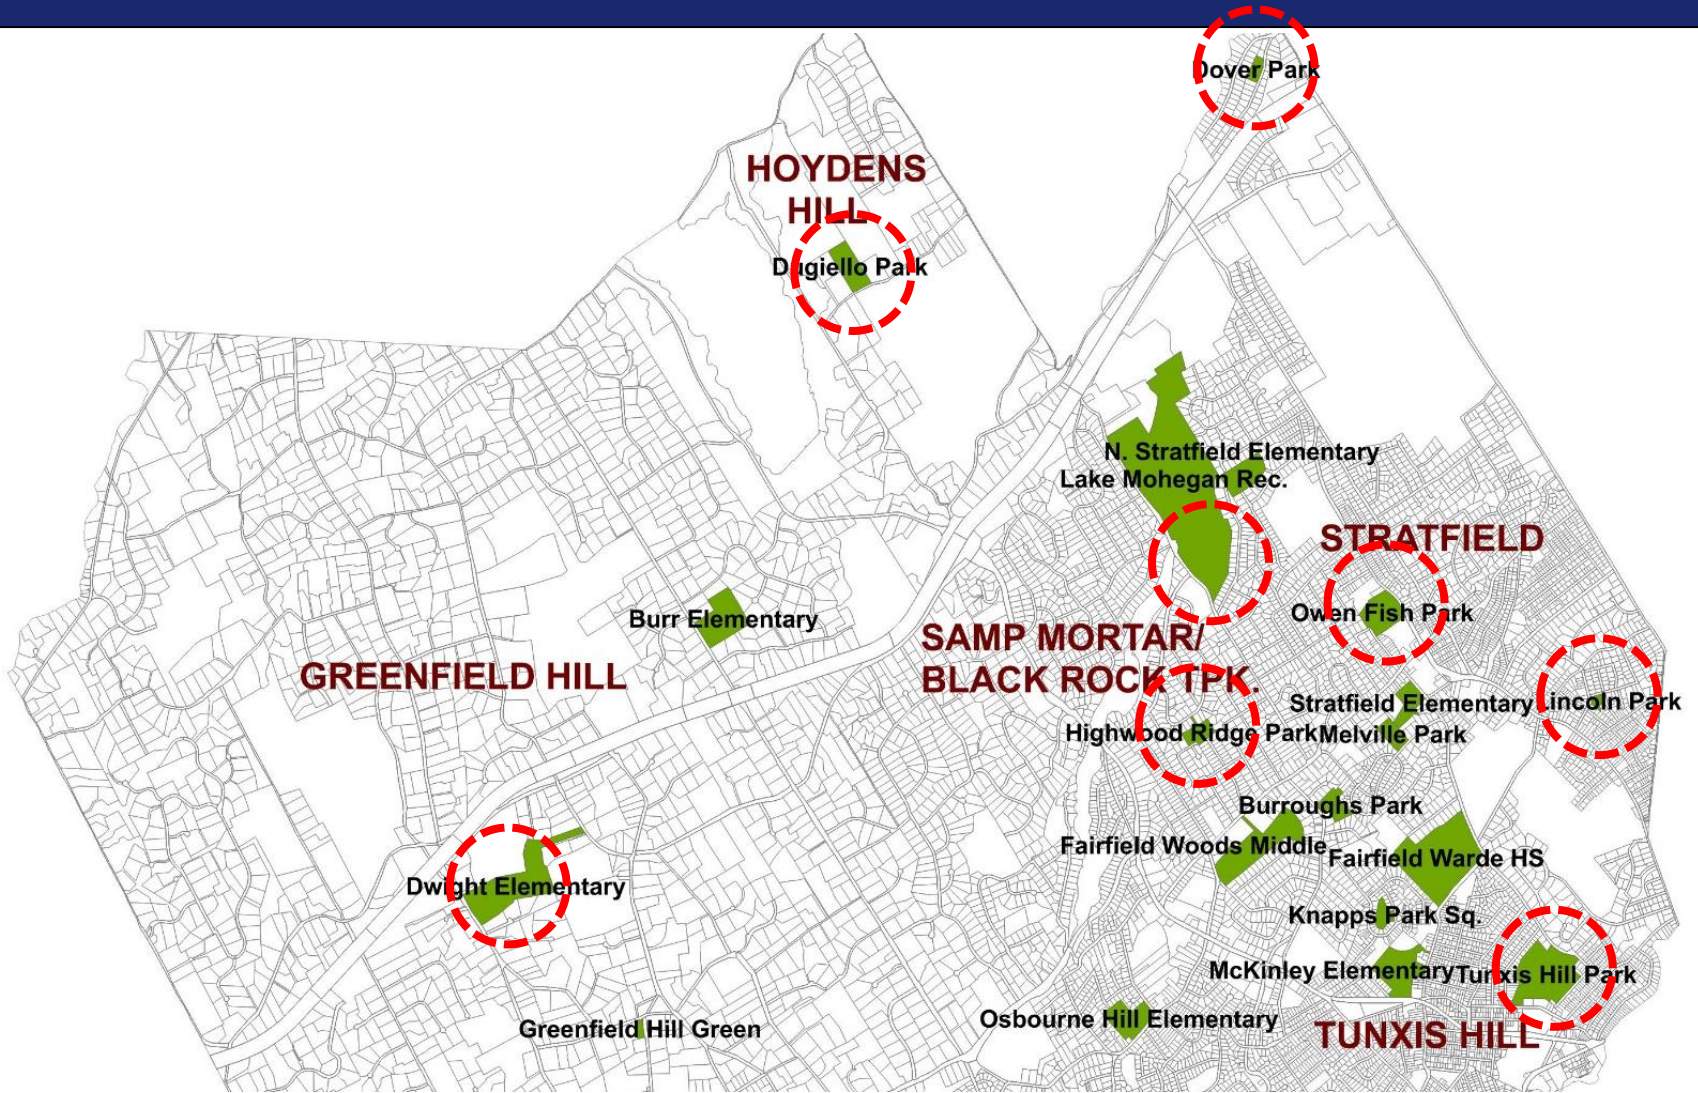 Dover Park
HOYDENS
HILL
Dugiello Park
N. Stratfield Elementary
Lake Mohegan Rec.
STRATFIELD
Burr Elementary
Owen Fish Park
SAMP MORTAR/
BLACK ROCK TPK.
GREENFIELD HILL
Stratfield Elementary
Lincoln Park
Highwood Ridge Park
Melville Park
Burroughs Park
Fairfield Woods Middle
Fairfield Warde HS
Dwight Elementary
Knapps Park Sq.
McKinley Elementary
Tunxis Hill Park
Osbourne Hill Elementary
Greenfield Hill Green
TUNXIS HILL